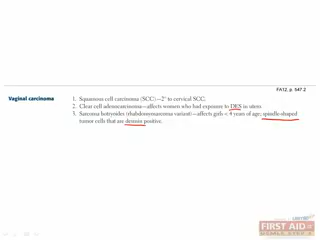 FA12, p. 547.2
Vaginal carcinoma
1. Squamous cell carcinoma (SCC)—2° to cervical SCC.
2. Clear cell adenocarcinoma—affects women who had exposure to DES in utero
3. Sarcoma botryoides (rhabdomyosarcoma variant)—affects girls < 4 years of age; spindle-shaped
tumor cells that are desmin positive.
FIRST AID